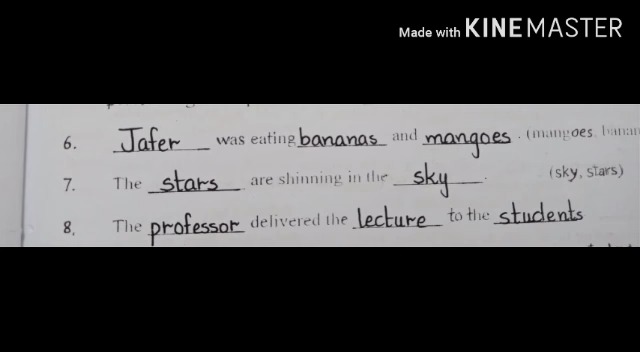 Made with KINEMASTER
6. Jafer was eating bananas and mangoes. (mangoes,
7. The stars are shinning in the sky. (sky, stars)
8. The professor delivered the lecture to the students